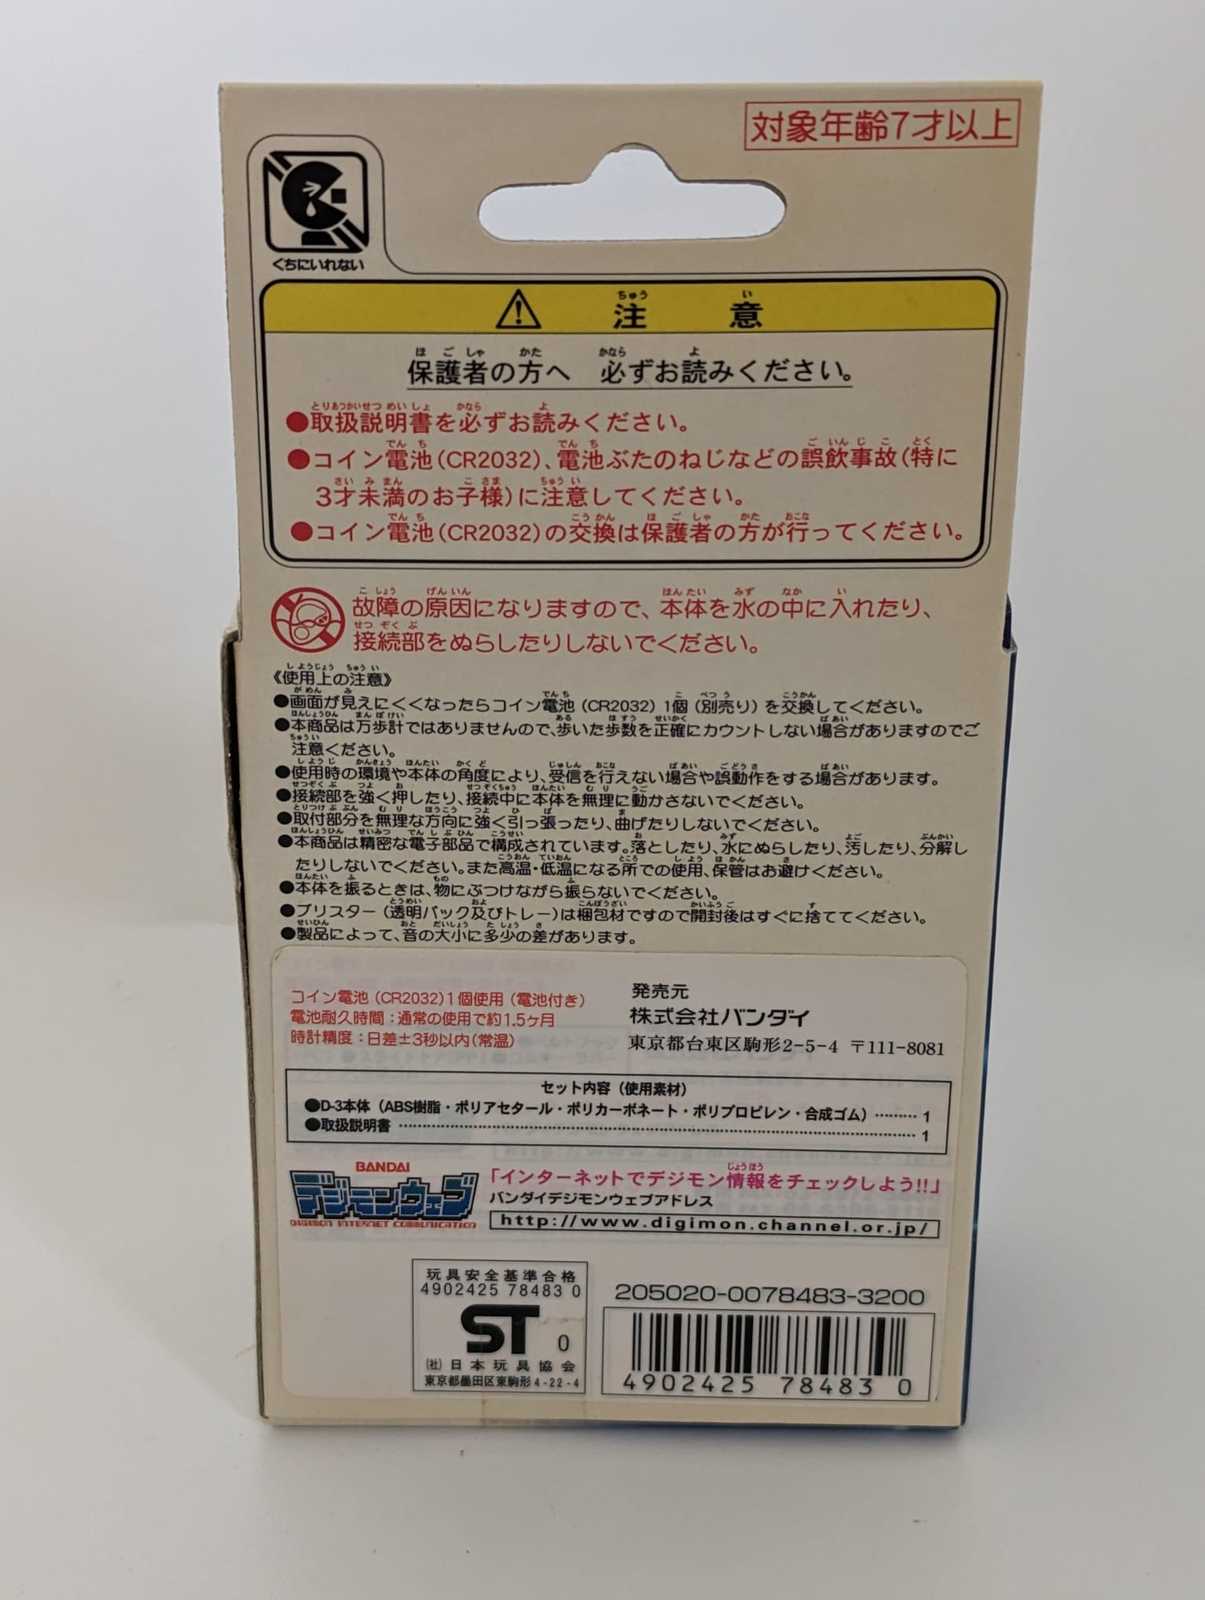 対象年齢7才以上
くちにいれない
注意
保護者の方へ 必ずお読みください。
●取扱説明書を必ずお読みください。
●コイン電池(CR2032)、電池ぶたのねじなどの誤飲事故(特に
3才未満のお子様)に注意してください。
●コイン電池(CR2032)の交換は保護者の方が行ってください。
故障の原因になりますので、本体を水の中に入れたり、
接続部をぬらしたりしないでください。
《使用上の注意》
●画面が見えにくくなったらコイン電池(CR2032)1個(別売り)を交換してください。
●本商品は万歩計ではありませんので、歩いた歩数を正確にカウントしない場合がありますのでご
注意ください。
●使用時の環境や本体の角度により、受信を行えない場合や誤動作をする場合があります。
●接続部を強く押したり、接続中に本体を無理に動かさないでください。
●取付部分を無理な方向に強く引っ張ったり、曲げたりしないでください。
●本商品は精密な電子部品で構成されています。落としたり、水にぬらしたり、汚したり、分解し
たりしないでください。また高温・低温になる所での使用、保管はお避けください。
●本体を振るときは、物にぶつけながら振らないでください。
●ブリスター(透明パック及びトレー)は梱包材ですので開封後はすぐに捨ててください。
●製品によって、音の大小に多少の差があります。
コイン電池(CR2032)1個使用(電池付き)
電池耐久時間:通常の使用で約1.5ヶ月
時計精度:日差±3秒以内(常温)
発売元
株式会社バンダイ
東京都台東区駒形2-5-4 〒111-8081
セット内容(使用素材)
●D-3本体(ABS樹脂・ポリアセタール・ポリカーボネート・ポリプロピレン・合成ゴム)………1
●取扱説明書………………………………………………………1
BANDAI
デジモンウェブ
DIGIMON INTERNET COMMUNICATION
「インターネットでデジモン情報をチェックしよう!!」
バンダイデジモンウェブアドレス
http://www.digimon.channel.or.jp/
玩具安全基準合格
4902425 78483 0
ST 0
(社)日本玩具協会
東京都墨田区東駒形4-22-4
205020-0078483-3200
4902425 78483 0